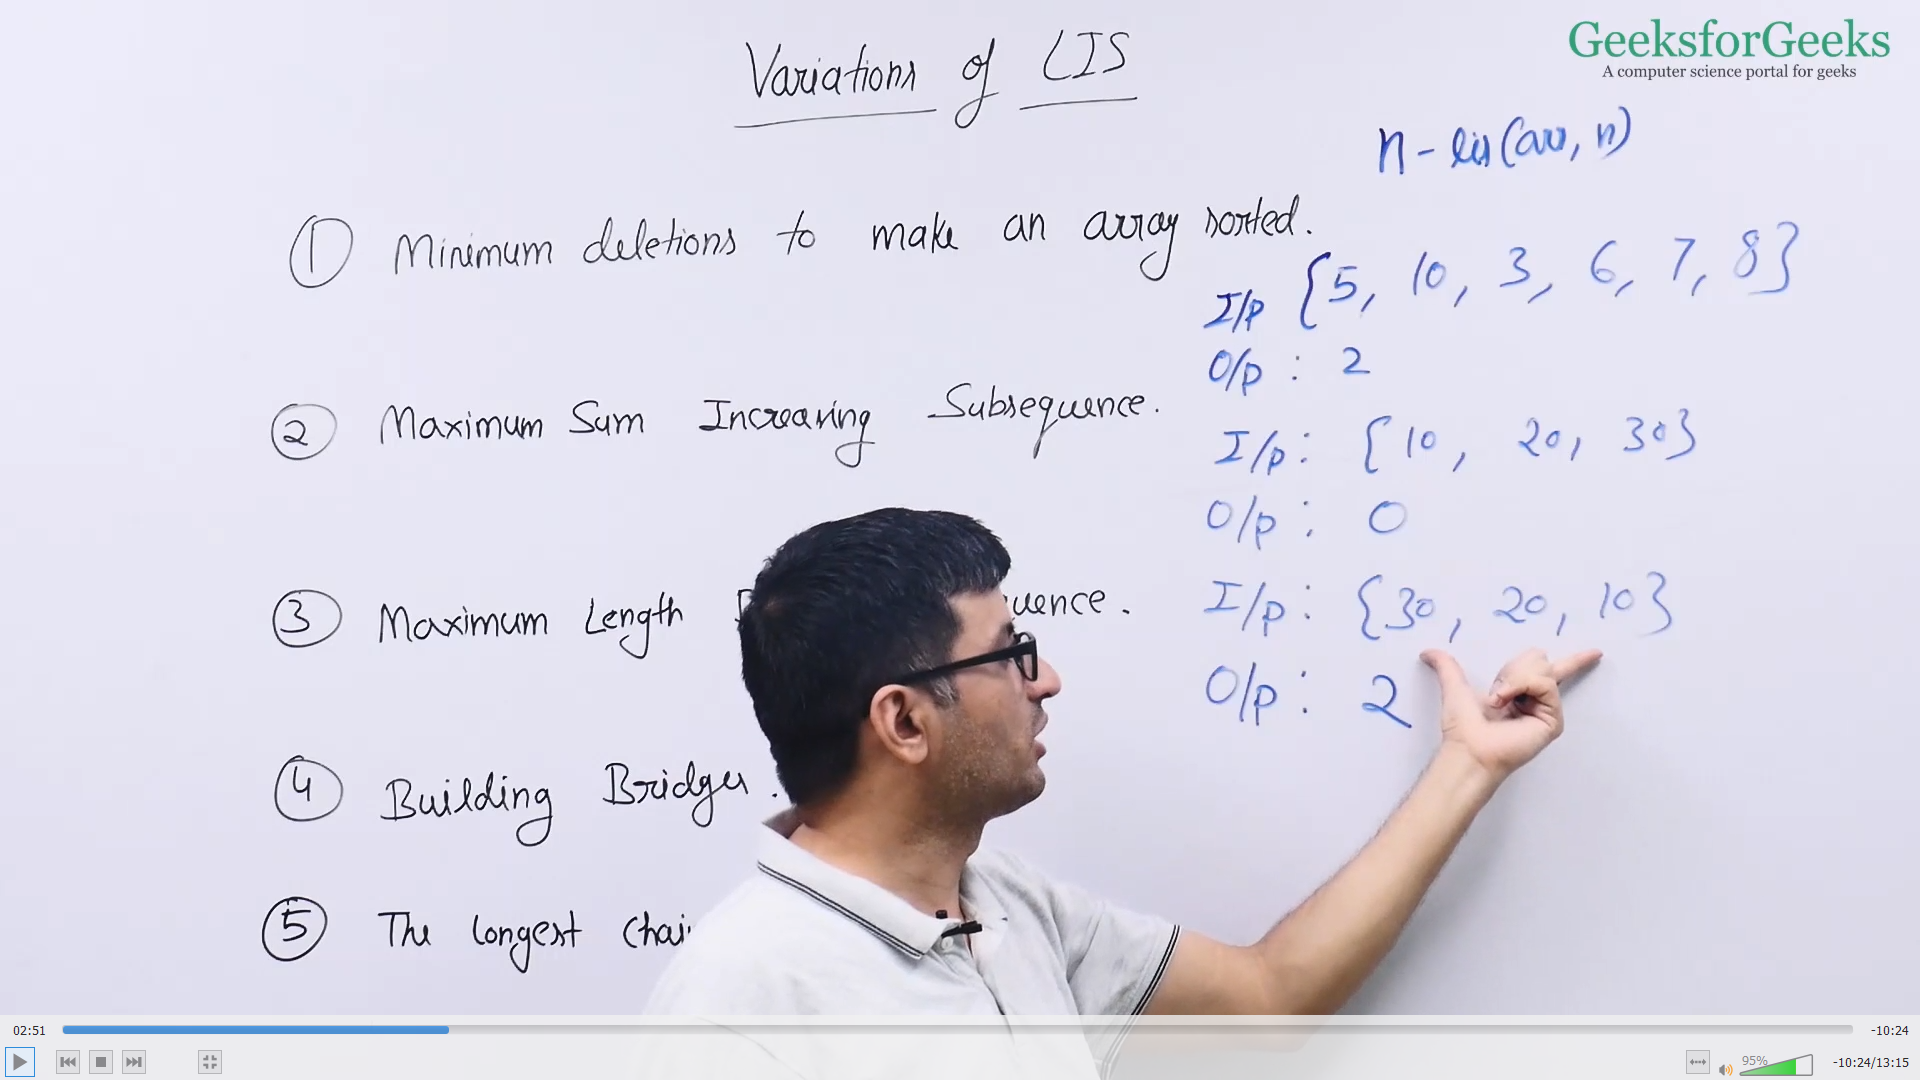 GeeksforGeeks
A computer science portal for geeks
Variations of LIS
n - lis(arr, n)
① Minimum deletions to make an array sorted.
I/p {5, 10, 3, 6, 7, 8}
O/p : 2
② Maximum Sum Increasing Subsequence.
I/p : {10, 20, 30}
O/p : 0
③ Maximum Length
I/p : {30, 20, 10}
O/p : 2
④ Building Bridges.
⑤ The Longest Chai
02:51
-10:24
95%
-10:24/13:15